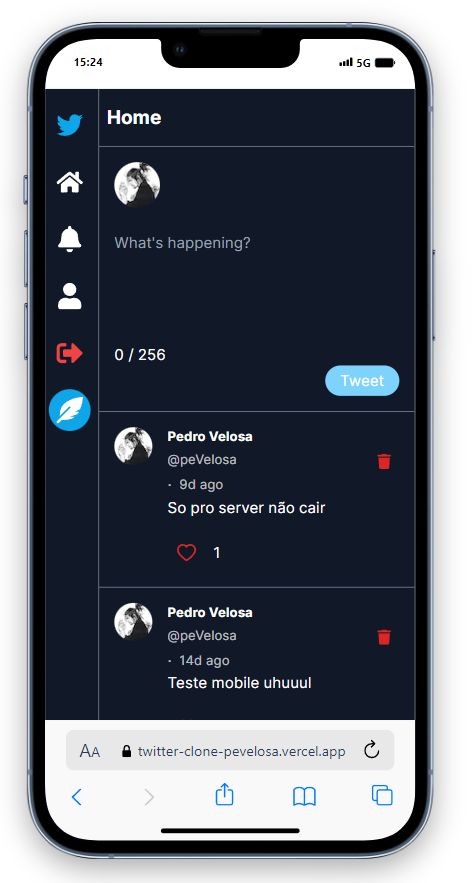 15:24
5G
Home
What's happening?
0 / 256
Tweet
Pedro Velosa
@peVelosa
· 9d ago
So pro server não cair
1
Pedro Velosa
@peVelosa
· 14d ago
Teste mobile uhuuul
AA
twitter-clone-pevelosa.vercel.app